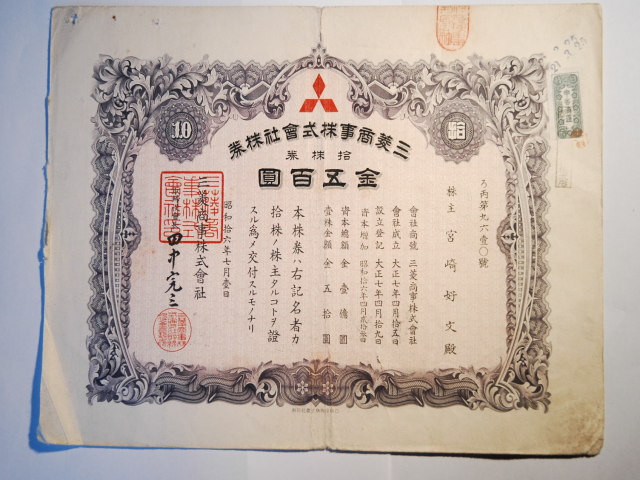 三菱商事株式會社株券
拾株券
金五百圓
10
ろ丙第九六壹〇號
株主 宮﨑好文殿
會社商號 三菱商事株式會社
會社成立 大正七年四月拾五日
設立登記 大正七年四月拾九日
資本增加 昭和拾六年四月
資本總額 金壹億圓
壹株金額 金五拾圓
本株券ハ右記名者カ
拾株ノ株主タルコトヲ證
スル爲メ交付スルモノナリ
昭和拾六年七月壹日
三菱商事株式會社
田中完三